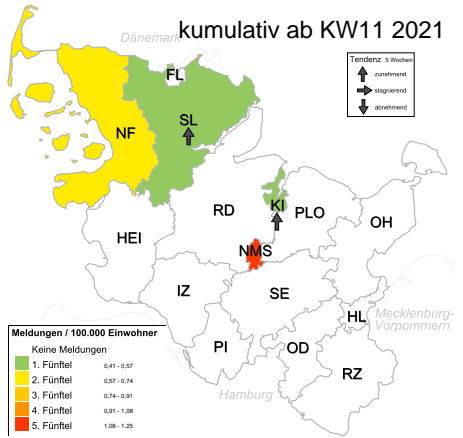 kumulativ ab KW11 2021
Dänemark
Tendenz 5 Wochen
zunehmend
stagnierend
abnehmend
FL
SL
NF
KI
RD
PLO
OH
HEI
NMS
IZ
SE
HL
Mecklenburg-
Vorpommern
PI
OD
RZ
Hamburg
Meldungen / 100.000 Einwohner
Keine Meldungen
1. Fünftel 0,41 - 0,57
2. Fünftel 0,57 - 0,74
3. Fünftel 0,74 - 0,91
4. Fünftel 0,91 - 1,08
5. Fünftel 1,08 - 1,25